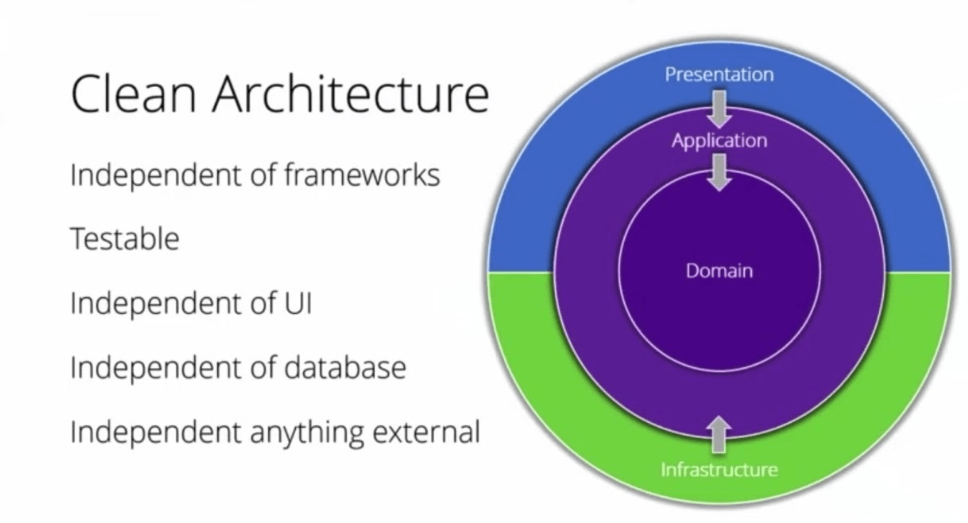 Clean Architecture
Independent of frameworks
Testable
Independent of UI
Independent of database
Independent anything external
Presentation
Application
Domain
Infrastructure